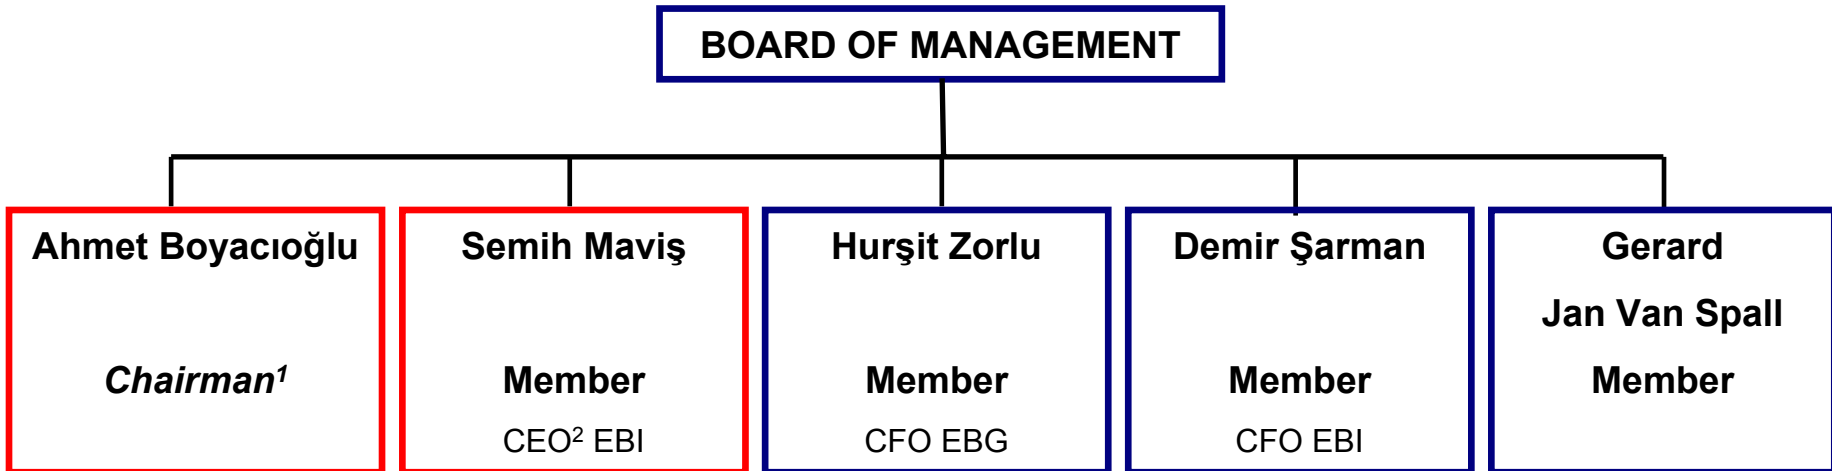 BOARD OF MANAGEMENT
Ahmet Boyacıoğlu
Chairman¹
Semih Maviş
Member
CEO² EBI
Hurşit Zorlu
Member
CFO EBG
Demir Şarman
Member
CFO EBI
Gerard
Jan Van Spall
Member